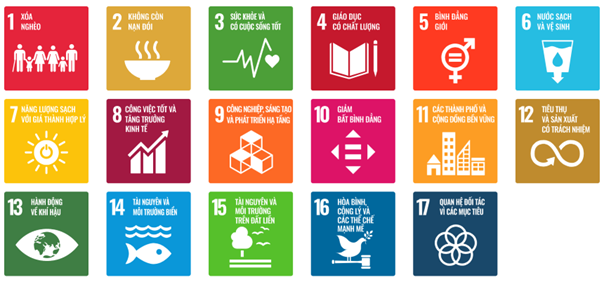 1 XÓA
NGHÈO
2 KHÔNG CÒN
NẠN ĐÓI
3 SỨC KHỎE VÀ
CÓ CUỘC SỐNG TỐT
4 GIÁO DỤC
CÓ CHẤT LƯỢNG
5 BÌNH ĐẲNG
GIỚI
6 NƯỚC SẠCH
VÀ VỆ SINH
7 NĂNG LƯỢNG SẠCH
VỚI GIÁ THÀNH HỢP LÝ
8 CÔNG VIỆC TỐT VÀ
TĂNG TRƯỞNG
KINH TẾ
9 CÔNG NGHIỆP, SÁNG TẠO
VÀ PHÁT TRIỂN HẠ TẦNG
10 GIẢM
BẤT BÌNH ĐẲNG
11 CÁC THÀNH PHỐ VÀ
CỘNG ĐỒNG BỀN VỮNG
12 TIÊU THỤ
VÀ SẢN XUẤT
CÓ TRÁCH NHIỆM
13 HÀNH ĐỘNG
VỀ KHÍ HẬU
14 TÀI NGUYÊN VÀ
MÔI TRƯỜNG BIỂN
15 TÀI NGUYÊN VÀ
MÔI TRƯỜNG
TRÊN ĐẤT LIỀN
16 HÒA BÌNH,
CÔNG LÝ VÀ
CÁC THỂ CHẾ
MẠNH MẼ
17 QUAN HỆ ĐỐI TÁC
VÌ CÁC MỤC TIÊU